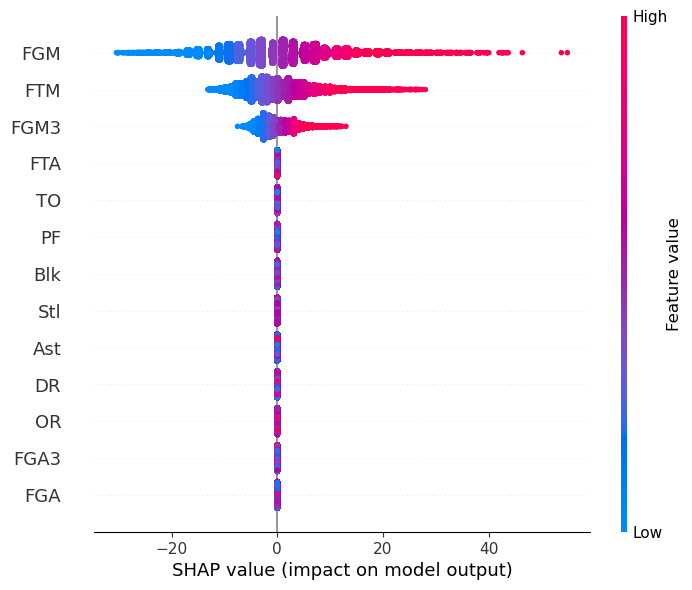 High
FGM
FTM
FGM3
FTA
TO
PF
Blk
Stl
Ast
DR
OR
FGA3
FGA
Feature value
Low
−20 0 20 40
SHAP value (impact on model output)